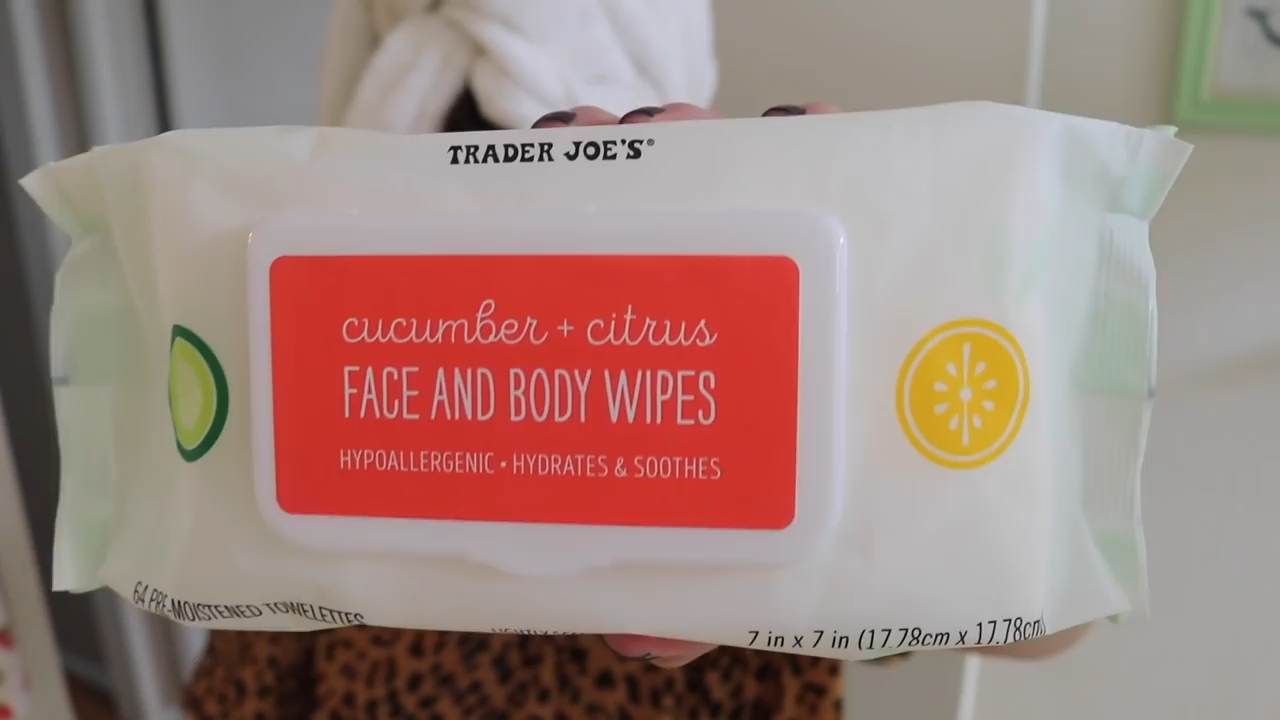 TRADER JOE'S®
cucumber + citrus
FACE AND BODY WIPES
HYPOALLERGENIC • HYDRATES & SOOTHES
64 PRE-MOISTENED TOWELETTES
7 in x 7 in (17.78cm x 17.78cm)